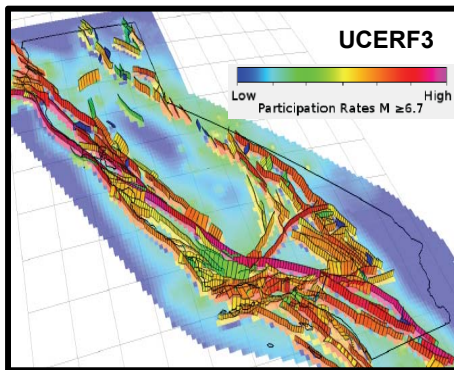 UCERF3
Low High
Participation Rates M ≥6.7